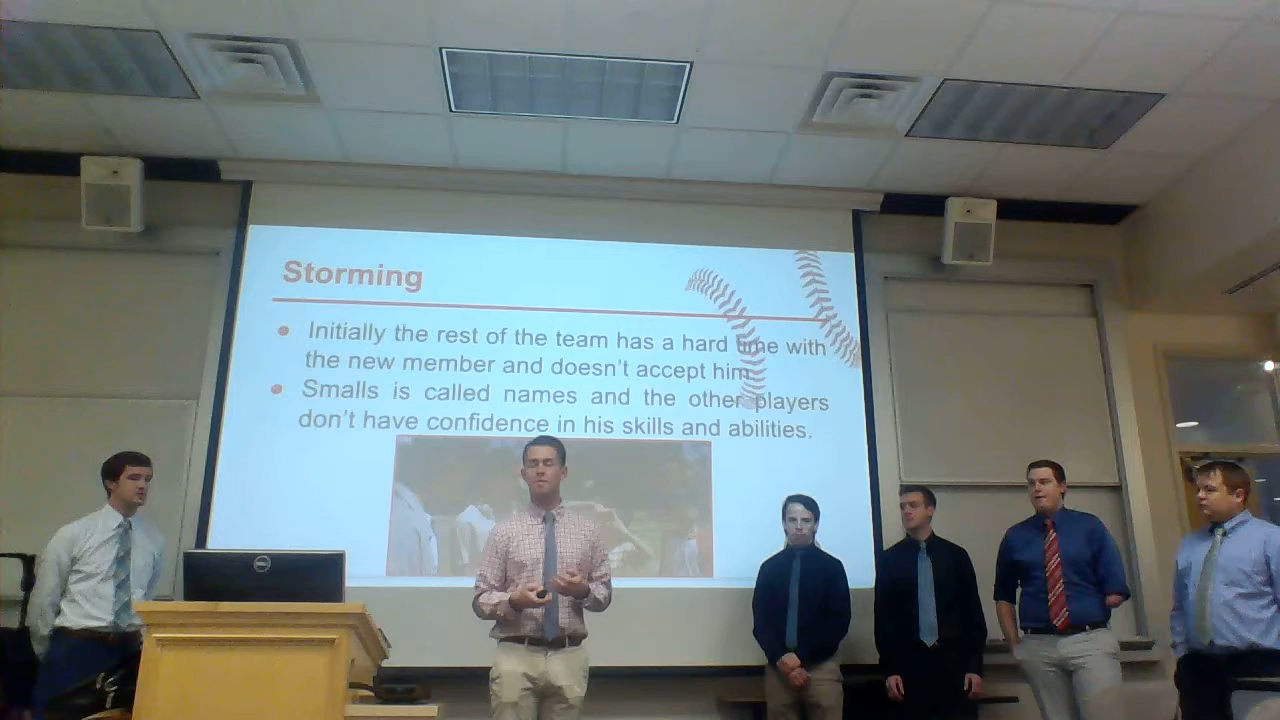 Storming
Initially the rest of the team has a hard time with
the new member and doesn't accept him.
Smalls is called names and the other players
don't have confidence in his skills and abilities.
DELL